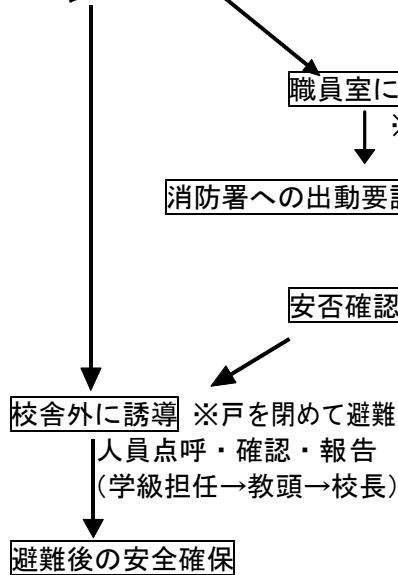 職員室に
※
消防署への出動要請
安否確認
校舎外に誘導 ※戸を閉めて避難
人員点呼・確認・報告
(学級担任→教頭→校長)
避難後の安全確保